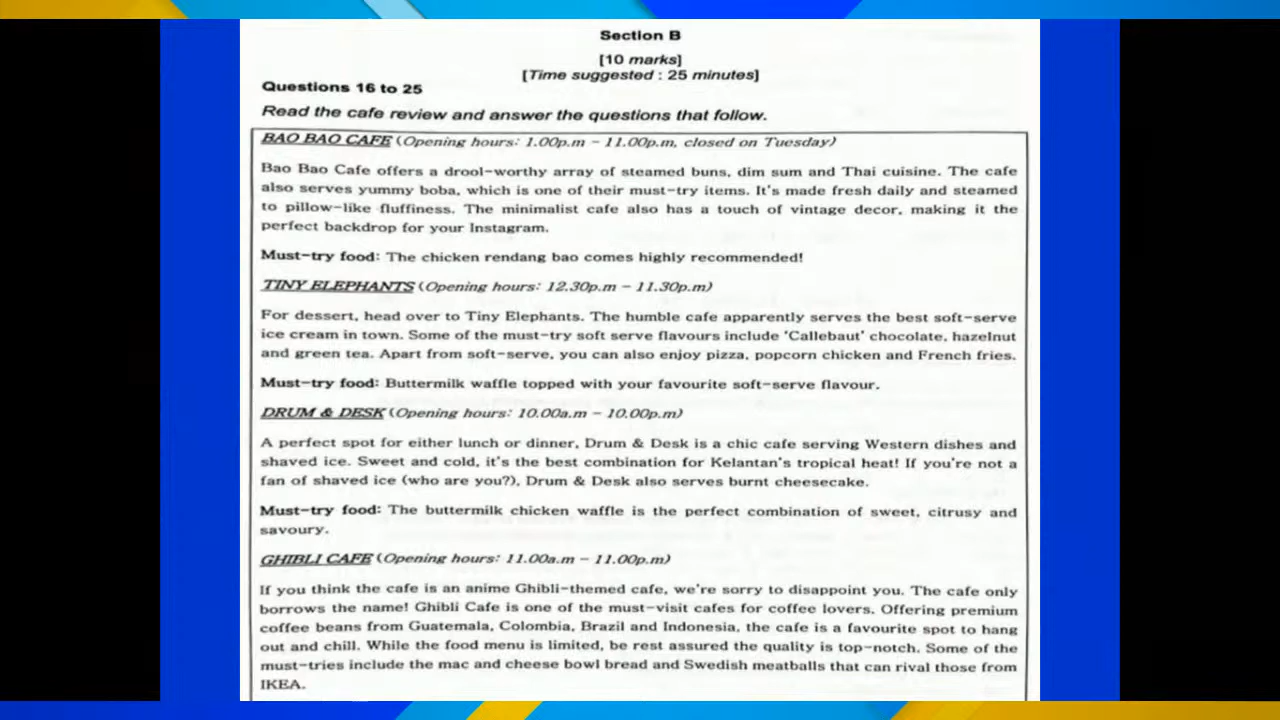 Section B
[10 marks]
[Time suggested : 25 minutes]
Questions 16 to 25
Read the cafe review and answer the questions that follow.
BAO BAO CAFE (Opening hours: 1.00p.m – 11.00p.m, closed on Tuesday)
Bao Bao Cafe offers a drool-worthy array of steamed buns, dim sum and Thai cuisine. The cafe
also serves yummy boba, which is one of their must-try items. It's made fresh daily and steamed
to pillow-like fluffiness. The minimalist cafe also has a touch of vintage decor, making it the
perfect backdrop for your Instagram.
Must-try food: The chicken rendang bao comes highly recommended!
TINY ELEPHANTS (Opening hours: 12.30p.m – 11.30p.m)
For dessert, head over to Tiny Elephants. The humble cafe apparently serves the best soft-serve
ice cream in town. Some of the must-try soft serve flavours include 'Callebaut' chocolate, hazelnut
and green tea. Apart from soft-serve, you can also enjoy pizza, popcorn chicken and French fries.
Must-try food: Buttermilk waffle topped with your favourite soft-serve flavour.
DRUM & DESK (Opening hours: 10.00a.m – 10.00p.m)
A perfect spot for either lunch or dinner, Drum & Desk is a chic cafe serving Western dishes and
shaved ice. Sweet and cold, it's the best combination for Kelantan's tropical heat! If you're not a
fan of shaved ice (who are you?), Drum & Desk also serves burnt cheesecake.
Must-try food: The buttermilk chicken waffle is the perfect combination of sweet, citrusy and
savoury.
GHIBLI CAFE (Opening hours: 11.00a.m – 11.00p.m)
If you think the cafe is an anime Ghibli-themed cafe, we're sorry to disappoint you. The cafe only
borrows the name! Ghibli Cafe is one of the must-visit cafes for coffee lovers. Offering premium
coffee beans from Guatemala, Colombia, Brazil and Indonesia, the cafe is a favourite spot to hang
out and chill. While the food menu is limited, be rest assured the quality is top-notch. Some of the
must-tries include the mac and cheese bowl bread and Swedish meatballs that can rival those from
IKEA.